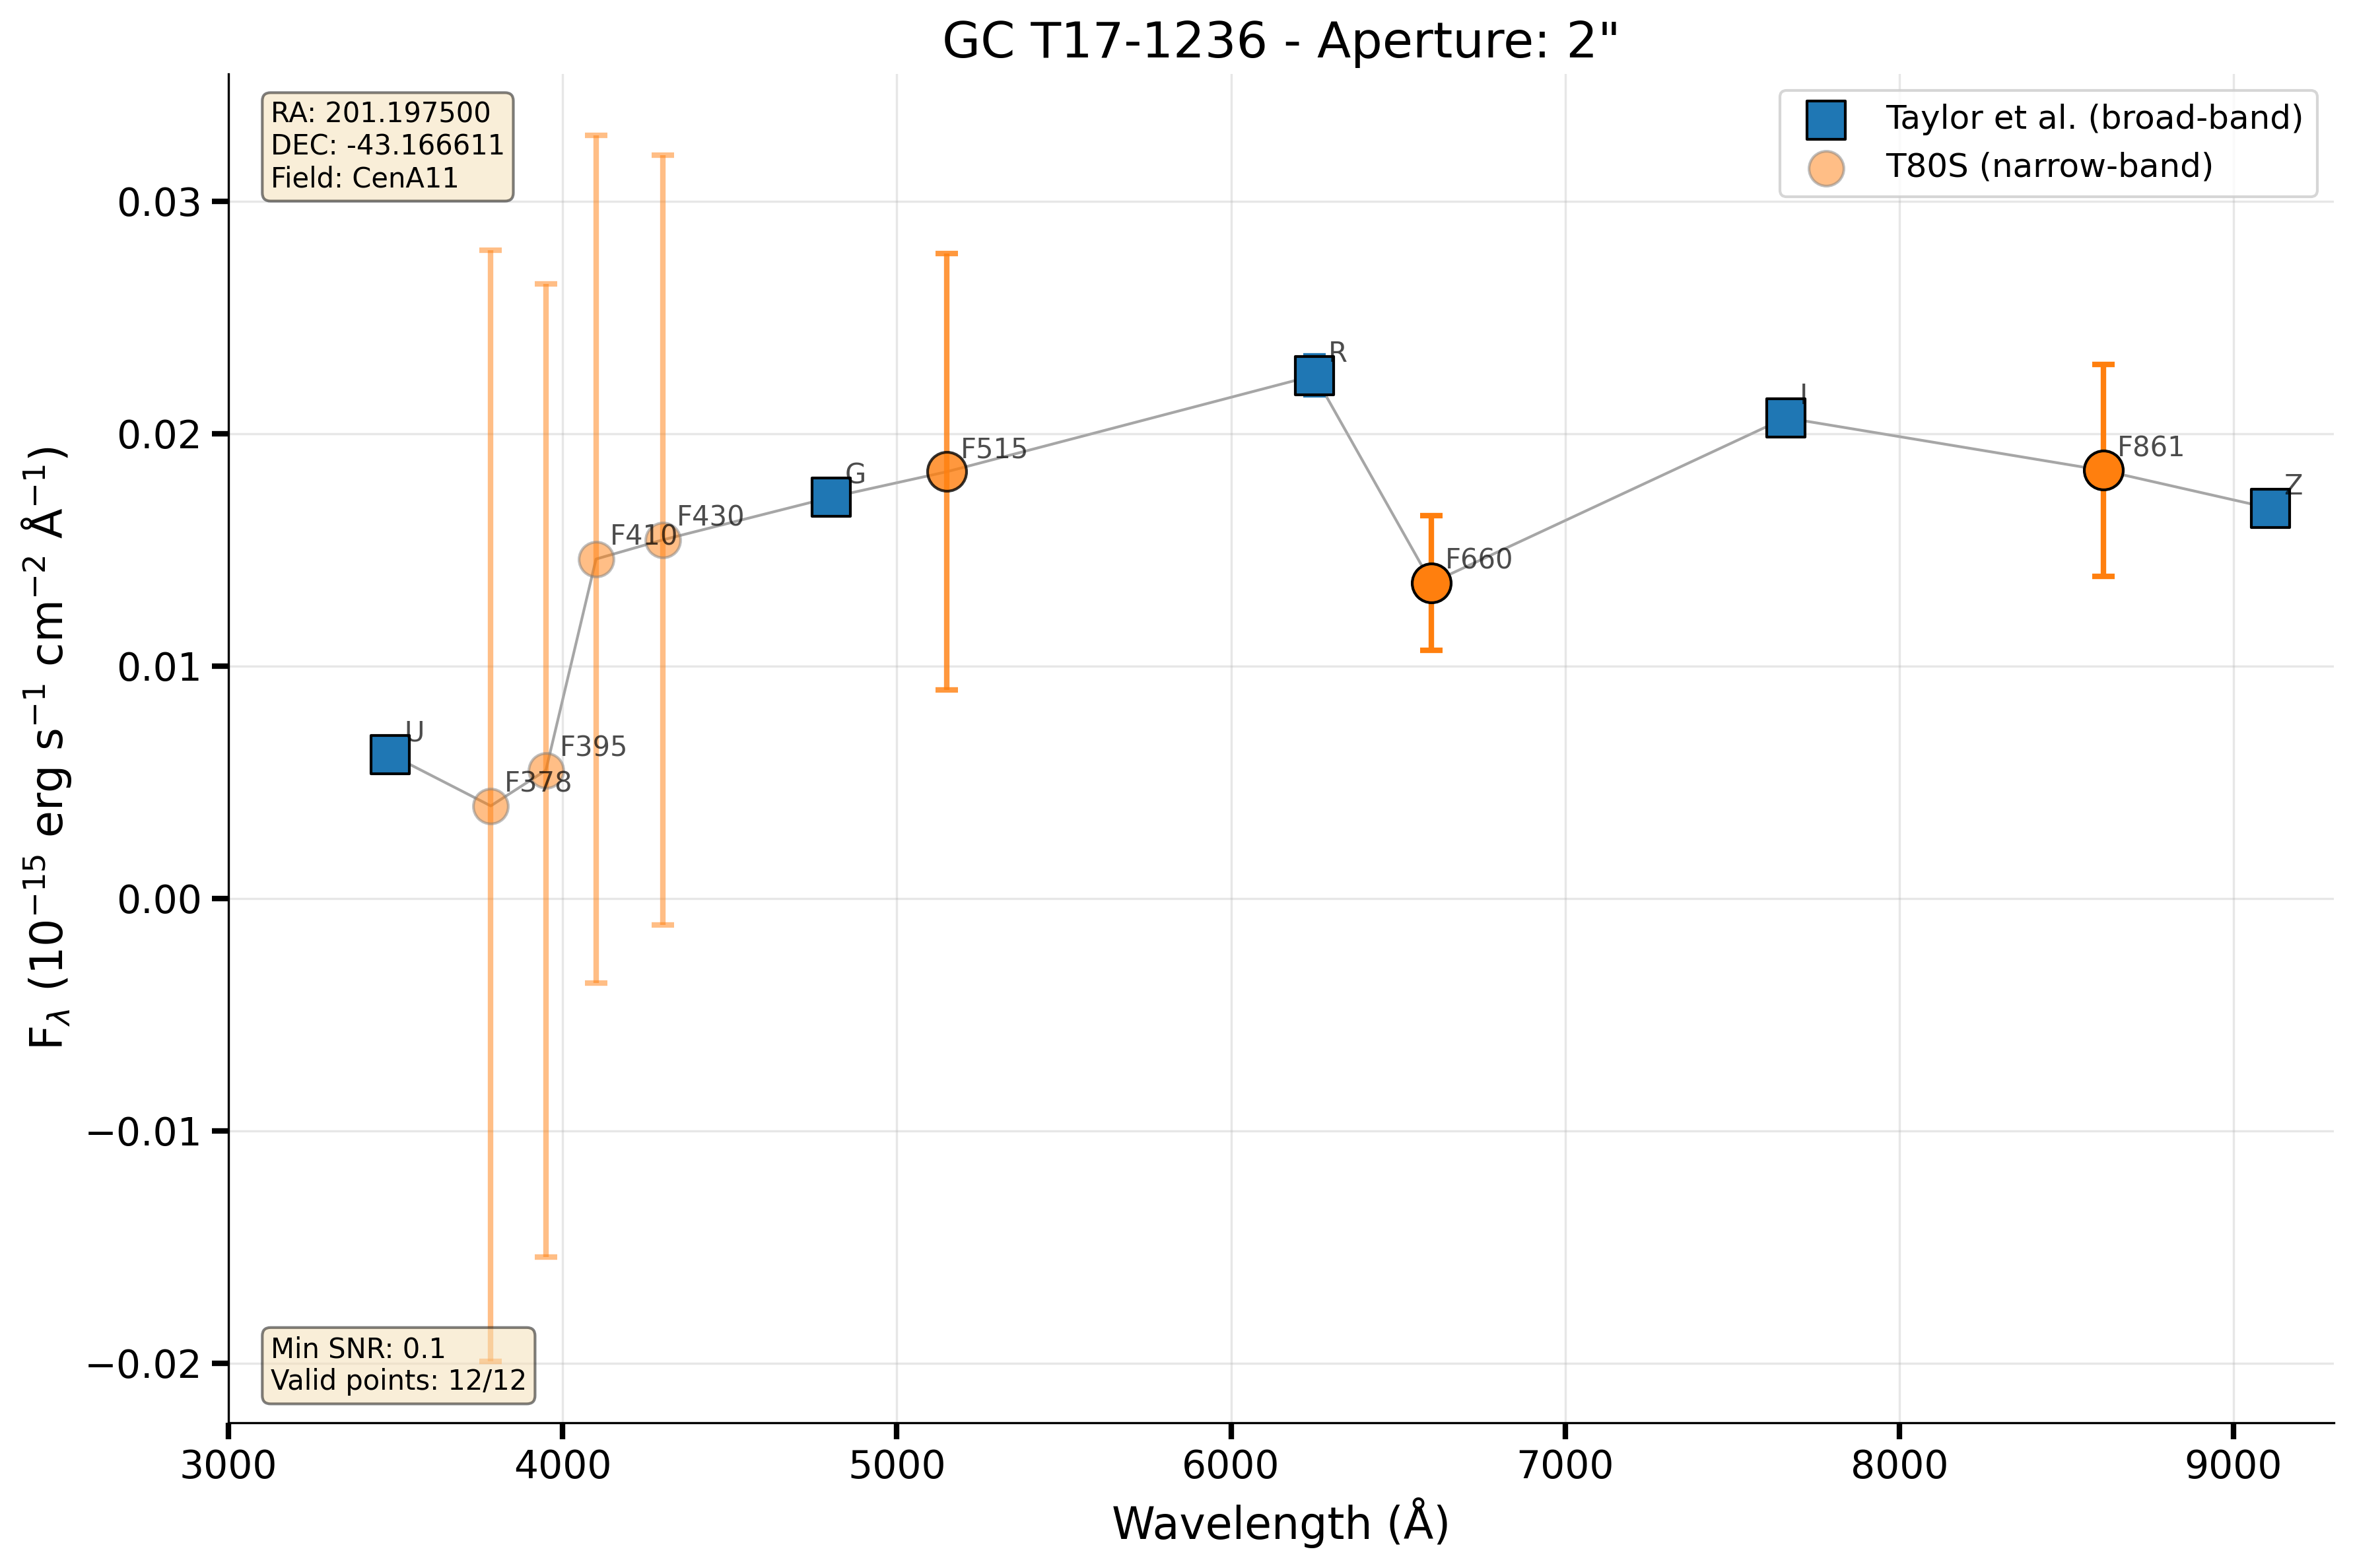 GC T17-1236 - Aperture: 2"
RA: 201.197500
DEC: -43.166611
Field: CenA11
Taylor et al. (broad-band)
T80S (narrow-band)
F_λ (10⁻¹⁵ erg s⁻¹ cm⁻² Å⁻¹)
0.03
0.02
0.01
0.00
−0.01
−0.02
U
F378
F395
F410
F430
G
F515
R
F660
I
F861
Z
Min SNR: 0.1
Valid points: 12/12
3000 4000 5000 6000 7000 8000 9000
Wavelength (Å)